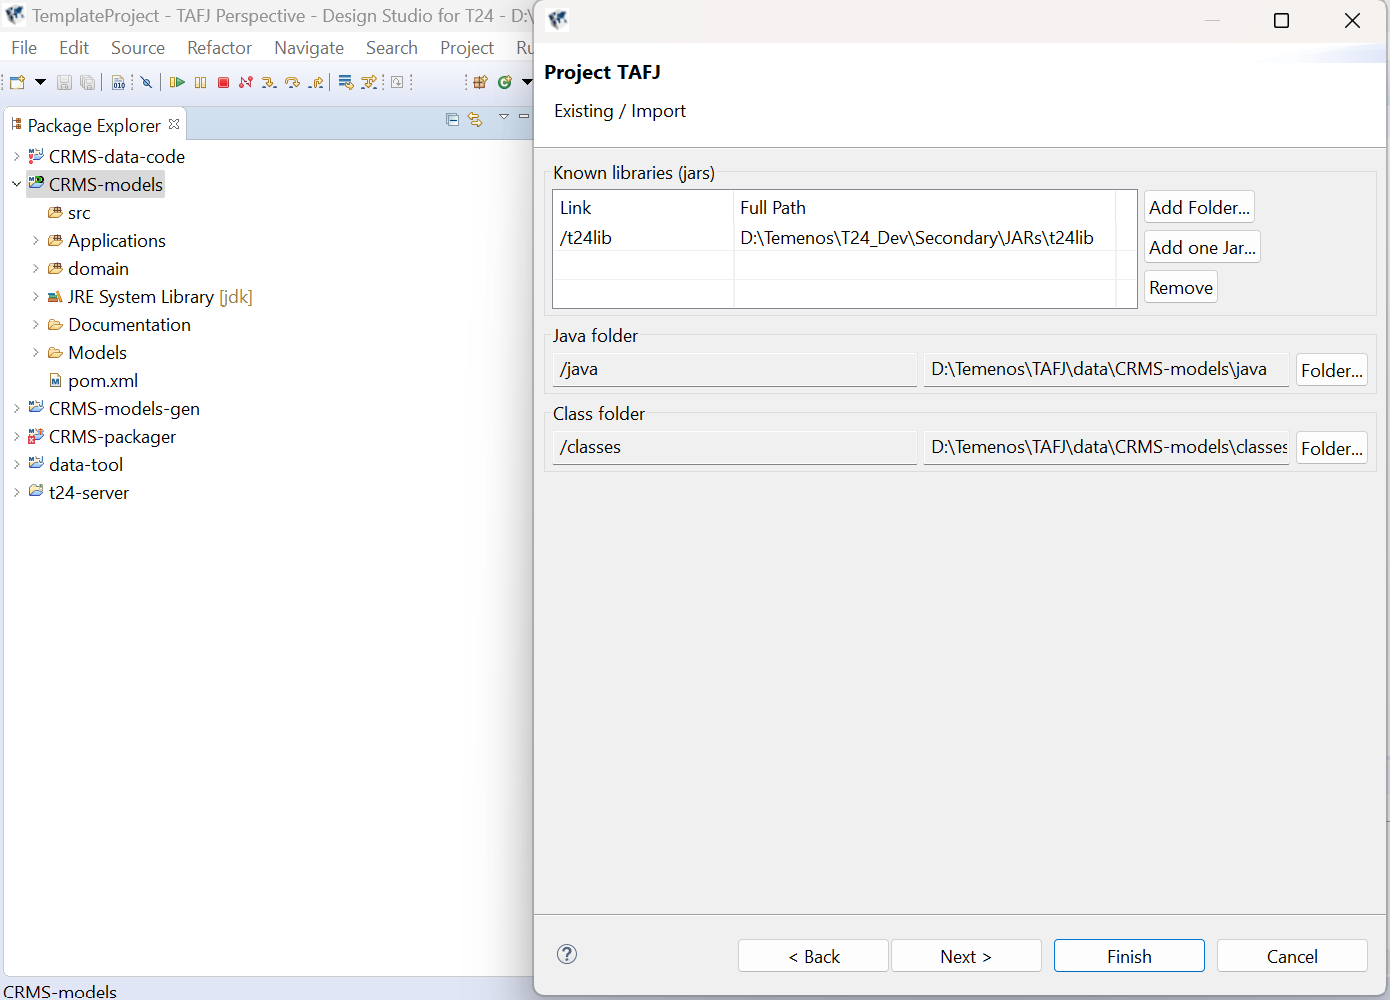 TemplateProject - TAFJ Perspective - Design Studio for T24 - D:\
File Edit Source Refactor Navigate Search Project Ru
Package Explorer
CRMS-data-code
CRMS-models
src
Applications
domain
JRE System Library [jdk]
Documentation
Models
pom.xml
CRMS-models-gen
CRMS-packager
data-tool
t24-server
CRMS-models
Project TAFJ
Existing / Import
Known libraries (jars)
Link Full Path
/t24lib D:\Temenos\T24_Dev\Secondary\JARs\t24lib
Add Folder...
Add one Jar...
Remove
Java folder
/java D:\Temenos\TAFJ\data\CRMS-models\java Folder...
Class folder
/classes D:\Temenos\TAFJ\data\CRMS-models\classes Folder...
< Back Next > Finish Cancel